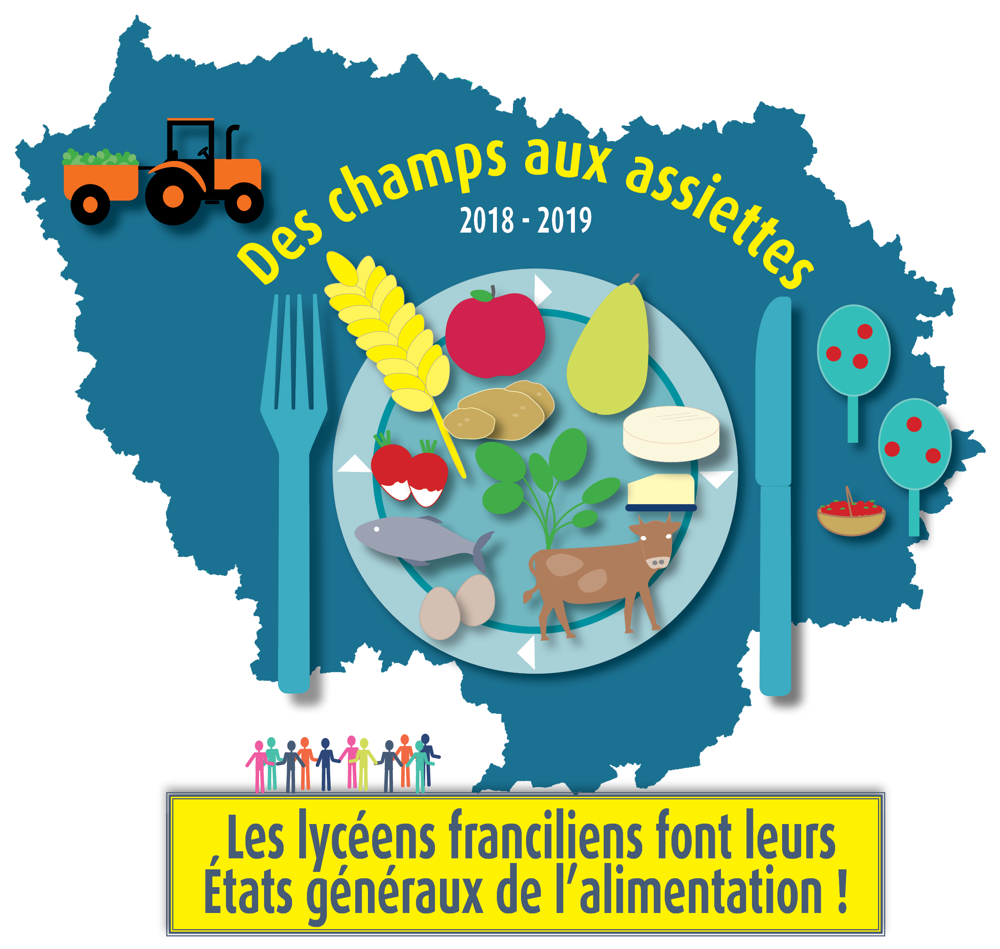 Des champs aux assiettes
2018 - 2019
Les lycéens franciliens font leurs
États généraux de l'alimentation !